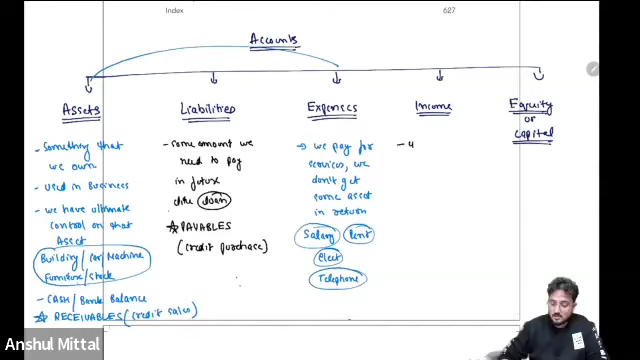 Index
627
Accounts
Assets
- Something that
we own
- used in Business
- we have ultimate
control on that
Asset
Building / Car / Machine
Furniture / Stock
- CASH / Bank Balance
☆ RECEIVABLES (credit sales)
Liabilities
- some amount we
need to pay
in future
like loan
☆ PAYABLES
(credit purchase)
Expenses
→ we pay for
services, we
don't get
some asset
in return
Salary Rent
Elect
Telephone
Income
-
Equity
or
Capital
Anshul Mittal